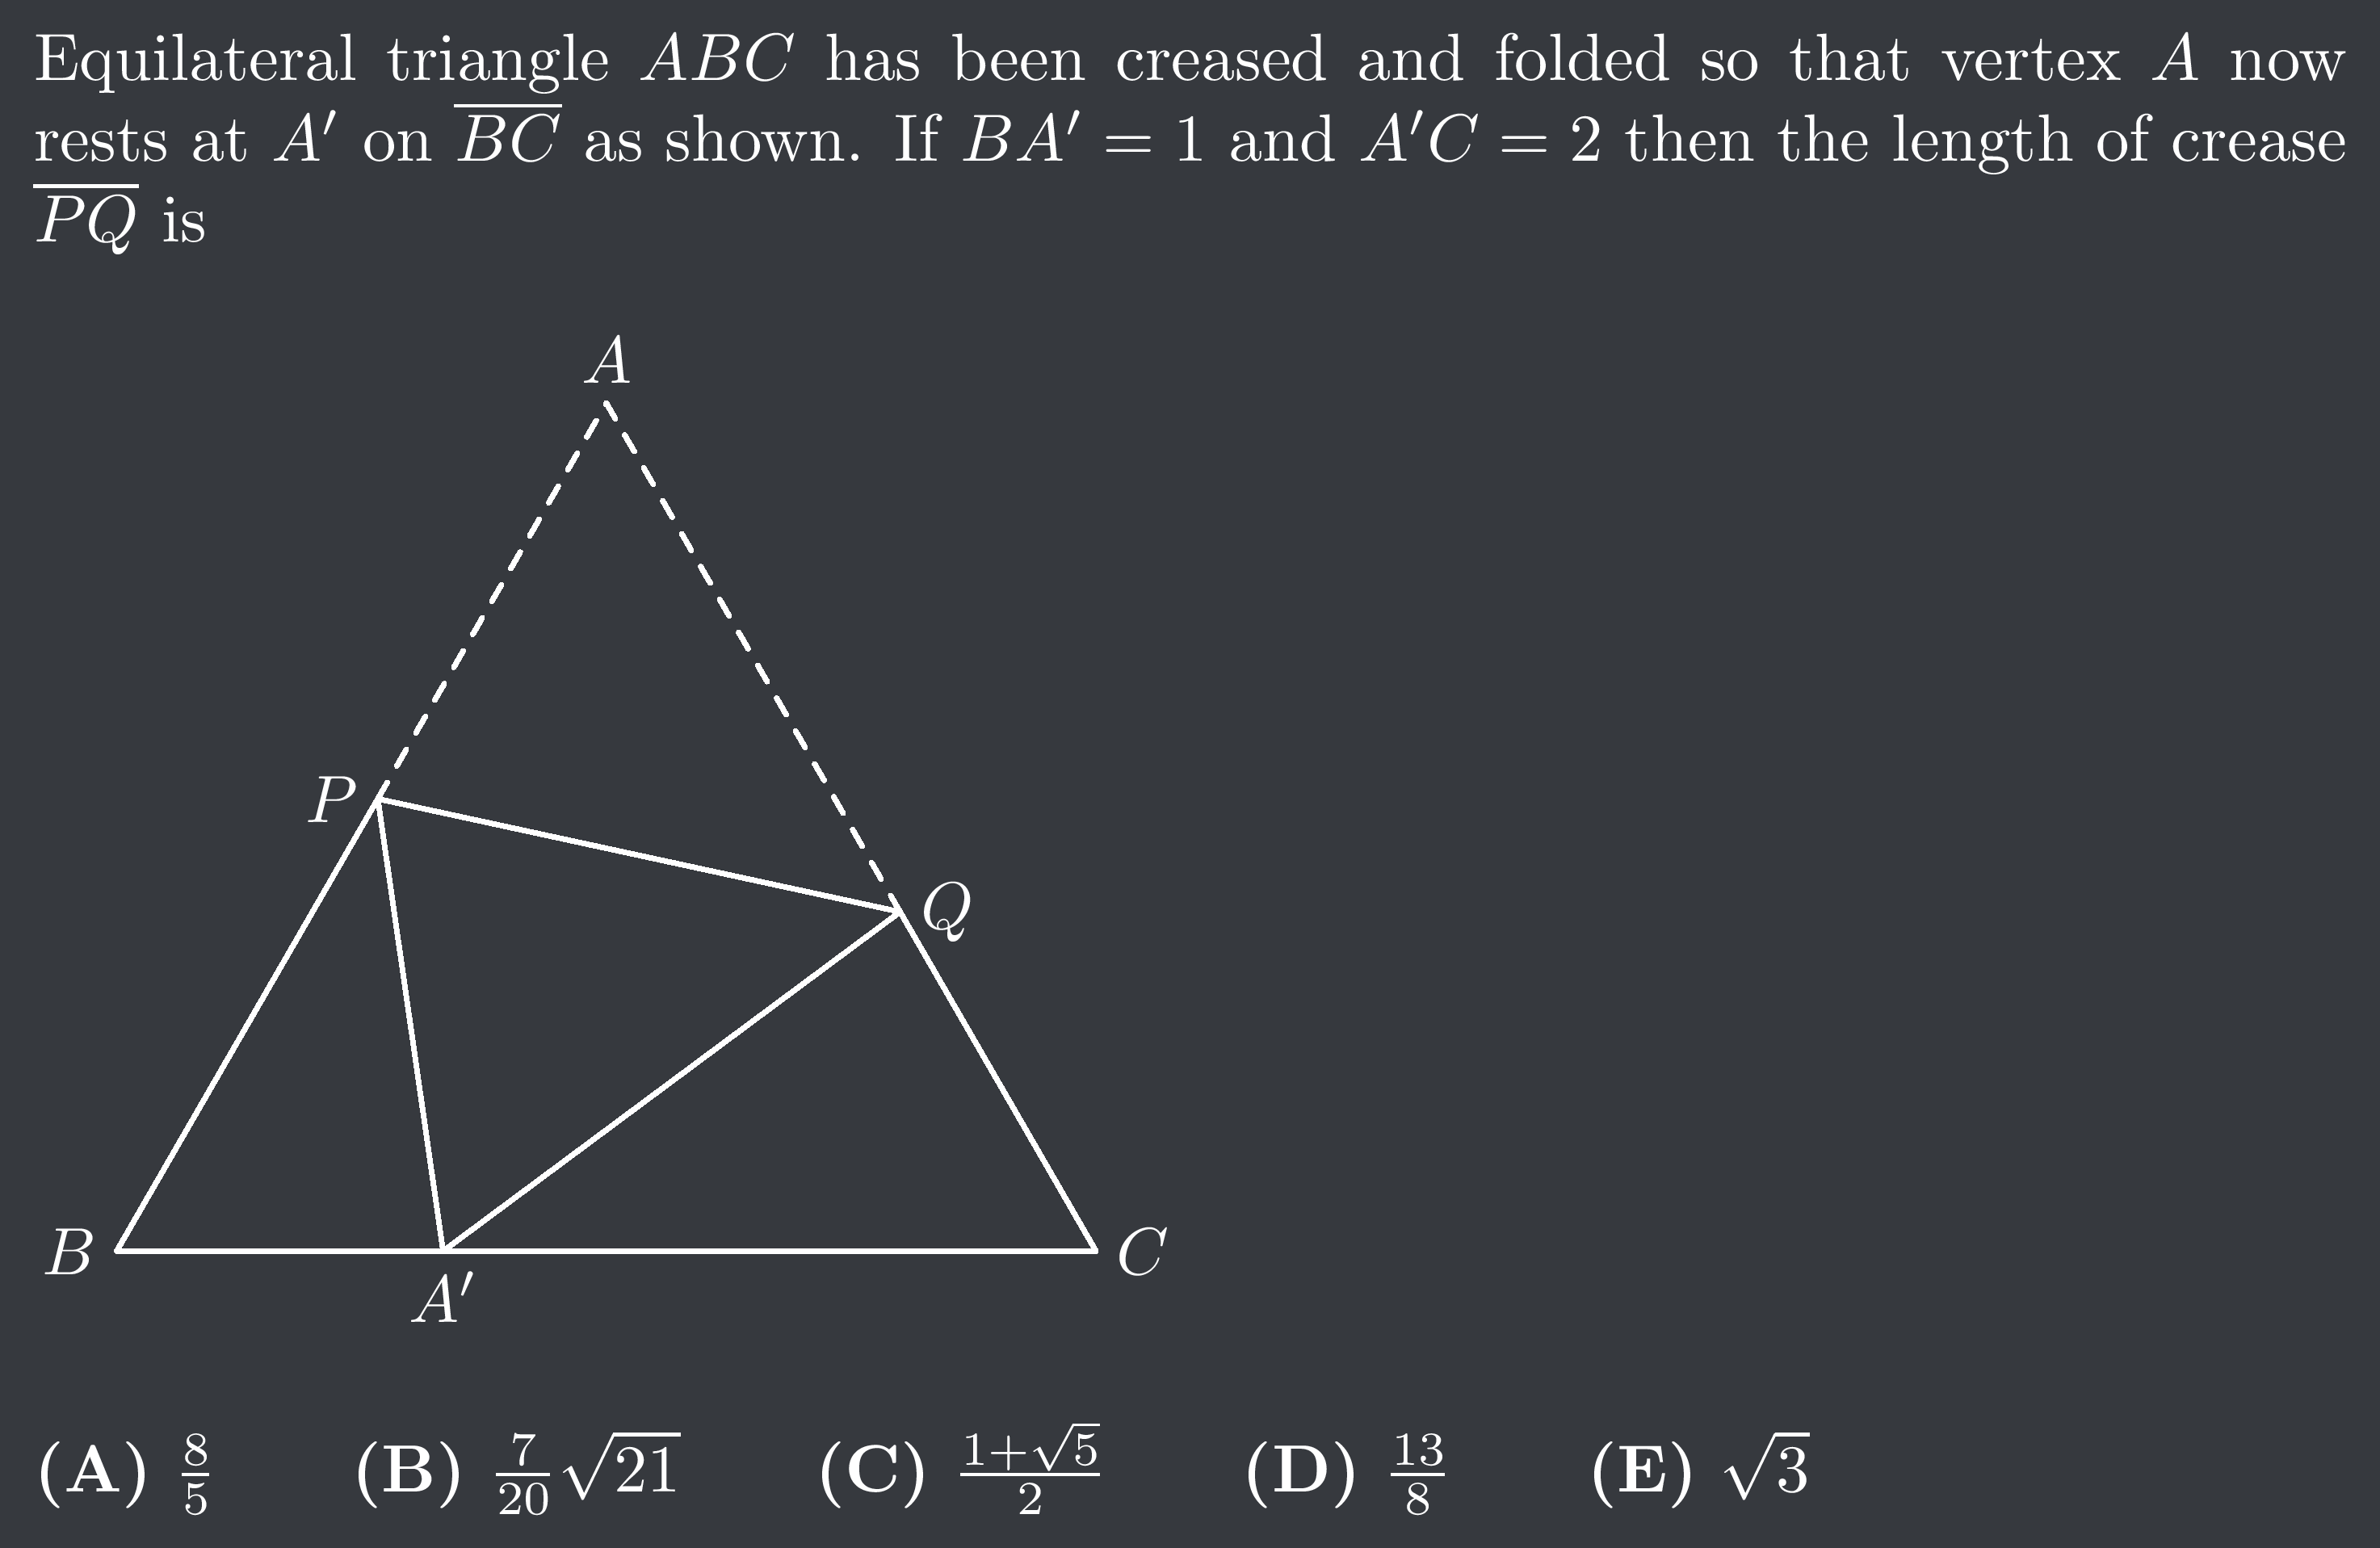 Equilateral triangle $ABC$ has been creased and folded so that vertex $A$ now
rests at $A'$ on $\overline{BC}$ as shown. If $BA' = 1$ and $A'C = 2$ then the length of crease
$\overline{PQ}$ is
A
P
Q
B
C
A'
(A) $\frac{8}{5}$ (B) $\frac{7}{20}\sqrt{21}$ (C) $\frac{1+\sqrt{5}}{2}$ (D) $\frac{13}{8}$ (E) $\sqrt{3}$